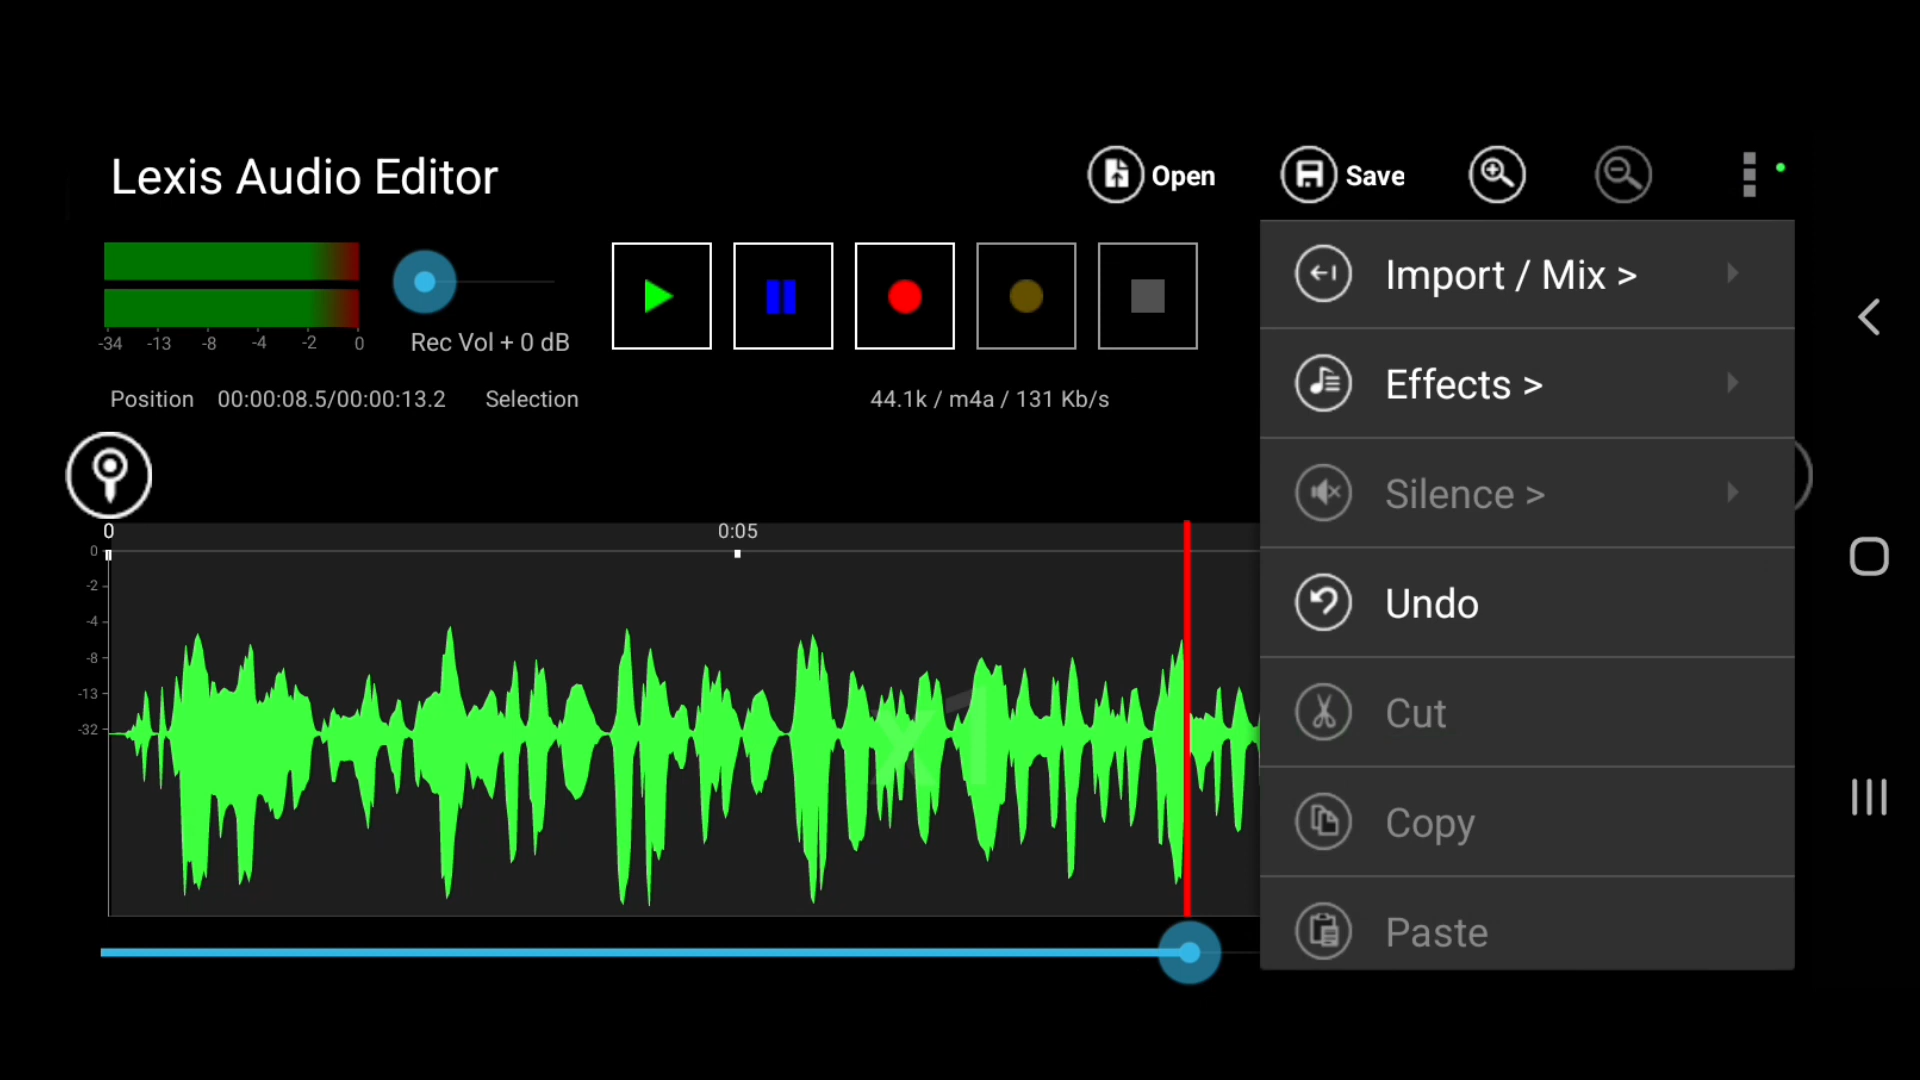 Lexis Audio Editor
Open
Save
Import / Mix >
Effects >
Silence >
Undo
Cut
Copy
Paste
-34 -13 -8 -4 -2 0
Rec Vol + 0 dB
Position 00:00:08.5/00:00:13.2 Selection 44.1k / m4a / 131 Kb/s
0 0:05
0
-2
-4
-8
-13
-32
x1